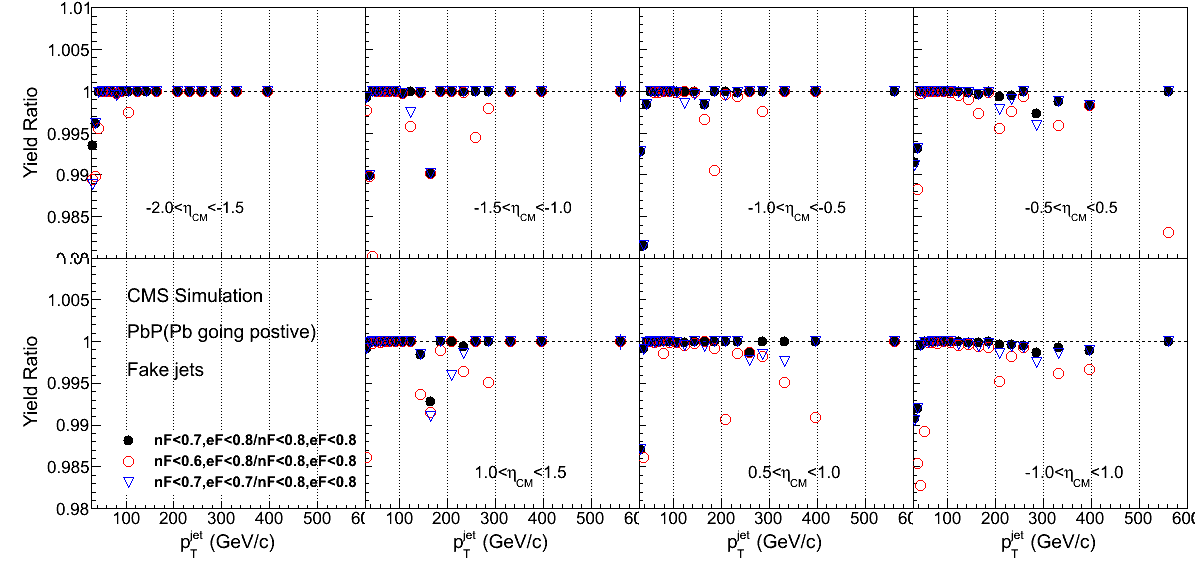 1.01
1.005
1
0.995
0.99
0.985
Yield Ratio
-2.0<η_CM<-1.5
-1.5<η_CM<-1.0
-1.0<η_CM<-0.5
-0.5<η_CM<0.5
1.005
1
0.995
0.99
0.985
0.98
Yield Ratio
CMS Simulation
PbP(Pb going postive)
Fake jets
nF<0.7,eF<0.8/nF<0.8,eF<0.8
nF<0.6,eF<0.8/nF<0.8,eF<0.8
nF<0.7,eF<0.7/nF<0.8,eF<0.8
1.0<η_CM<1.5
0.5<η_CM<1.0
-1.0<η_CM<1.0
100 200 300 400 500
100 200 300 400 500
100 200 300 400 500
100 200 300 400 500 600
p_T^jet (GeV/c)
p_T^jet (GeV/c)
p_T^jet (GeV/c)
p_T^jet (GeV/c)